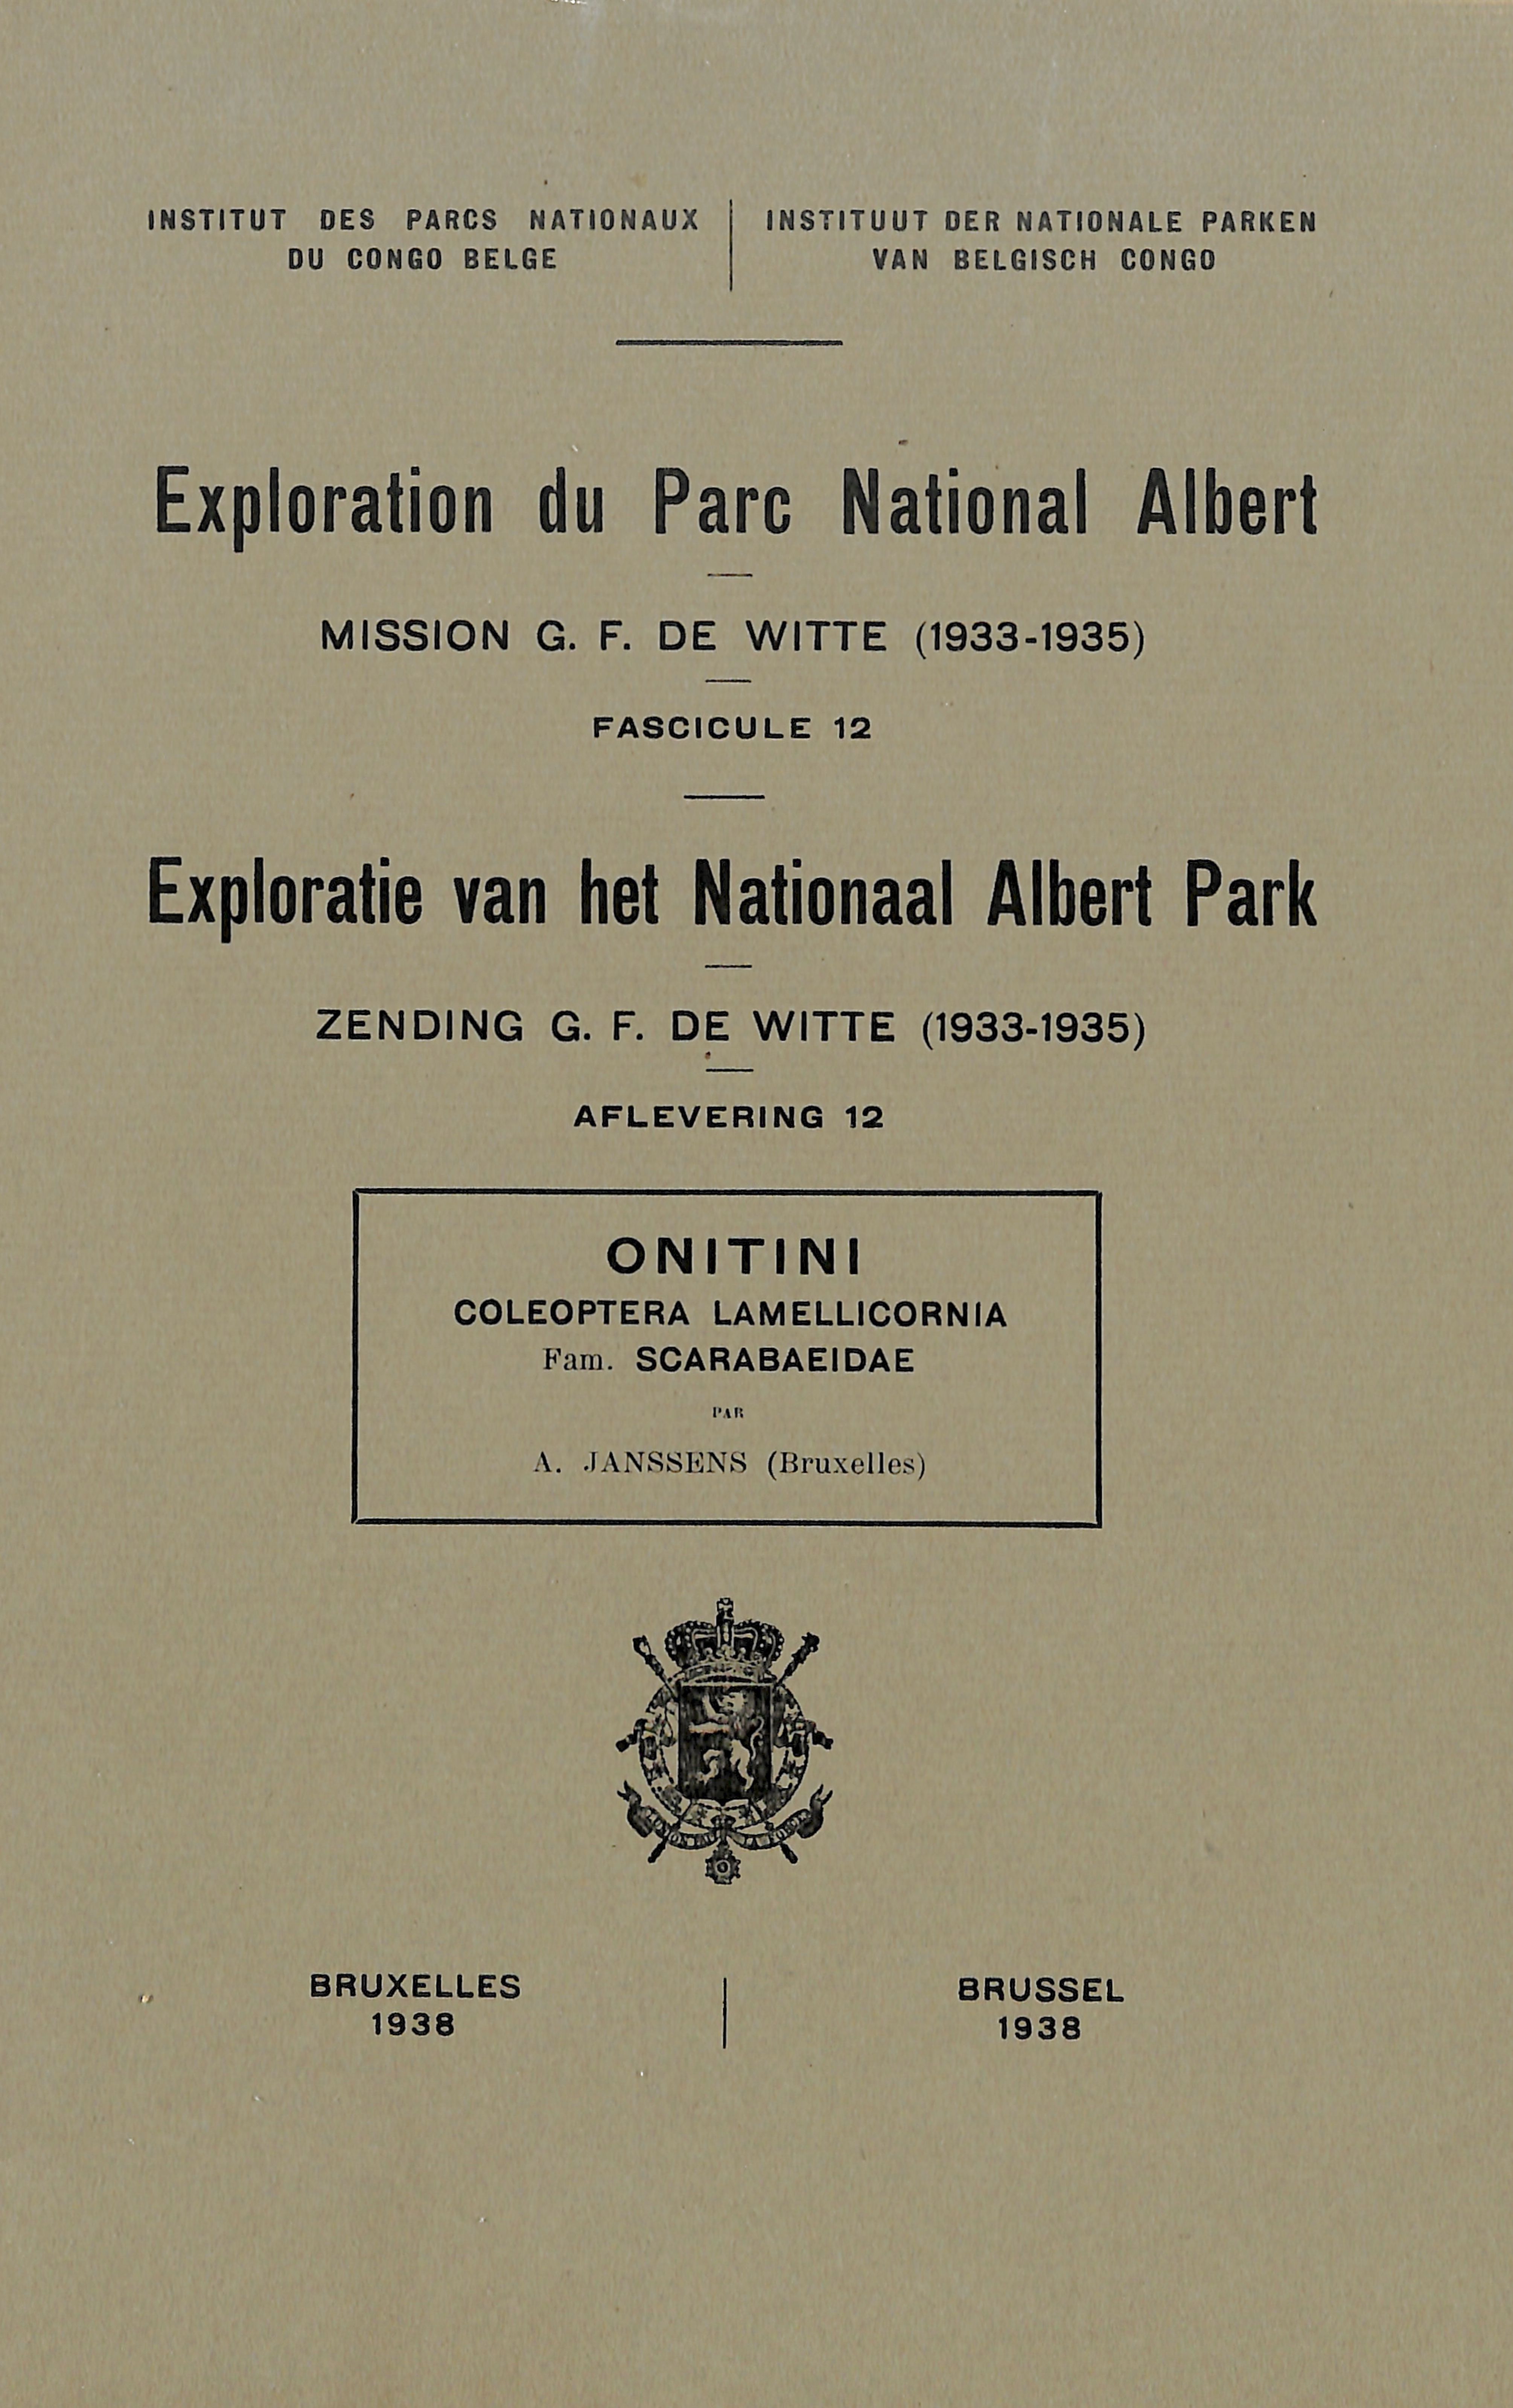 INSTITUT DES PARCS NATIONAUX
DU CONGO BELGE
INSTITUUT DER NATIONALE PARKEN
VAN BELGISCH CONGO
Exploration du Parc National Albert
MISSION G. F. DE WITTE (1933-1935)
FASCICULE 12
Exploratie van het Nationaal Albert Park
ZENDING G. F. DE WITTE (1933-1935)
AFLEVERING 12
ONITINI
COLEOPTERA LAMELLICORNIA
Fam. SCARABAEIDAE
PAR
A. JANSSENS (Bruxelles)
BRUXELLES
1938
BRUSSEL
1938